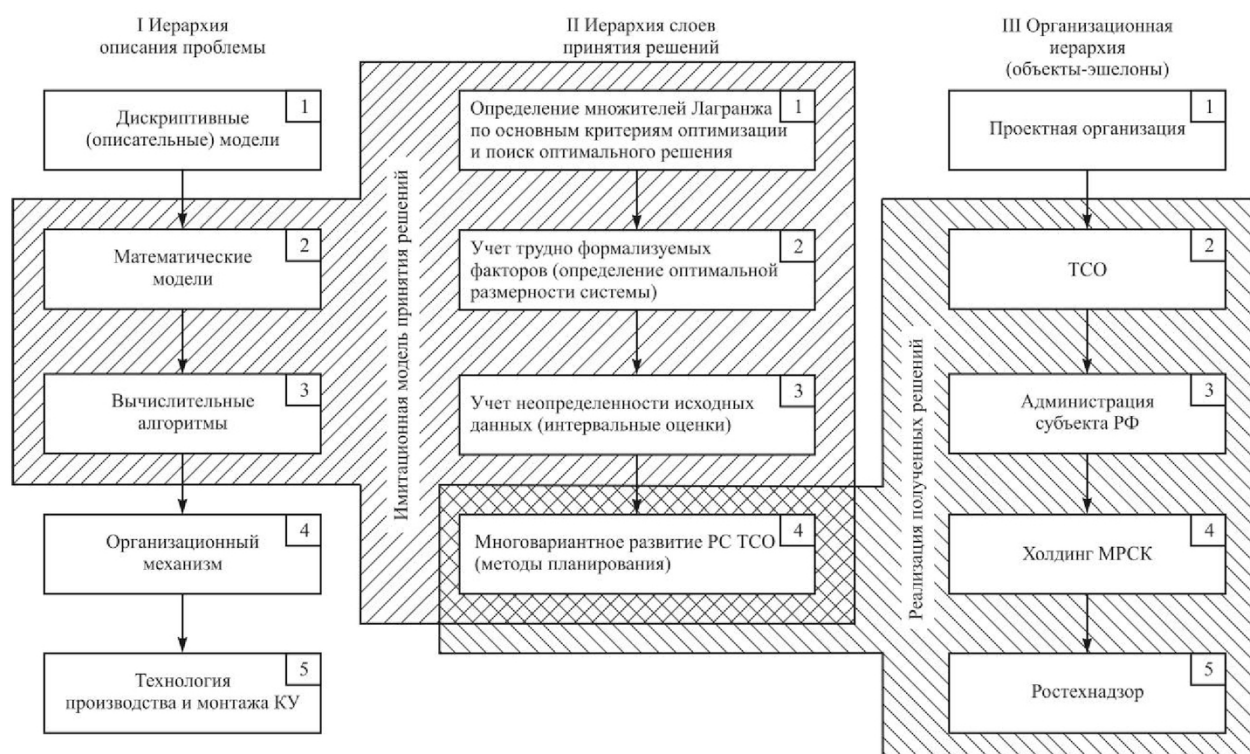 I Иерархия
описания проблемы
1
Дискриптивные
(описательные) модели
2
Математические
модели
3
Вычислительные
алгоритмы
4
Организационный
механизм
5
Технология
производства и монтажа КУ
II Иерархия слоев
принятия решений
Имитационная модель принятия решений
1
Определение множителей Лагранжа
по основным критериям оптимизации
и поиск оптимального решения
2
Учет трудно формализуемых
факторов (определение оптимальной
размерности системы)
3
Учет неопределенности исходных
данных (интервальные оценки)
4
Многовариантное развитие РС ТСО
(методы планирования)
III Организационная
иерархия
(объекты-эшелоны)
Реализация полученных решений
1
Проектная организация
2
ТСО
3
Администрация
субъекта РФ
4
Холдинг МРСК
5
Ростехнадзор